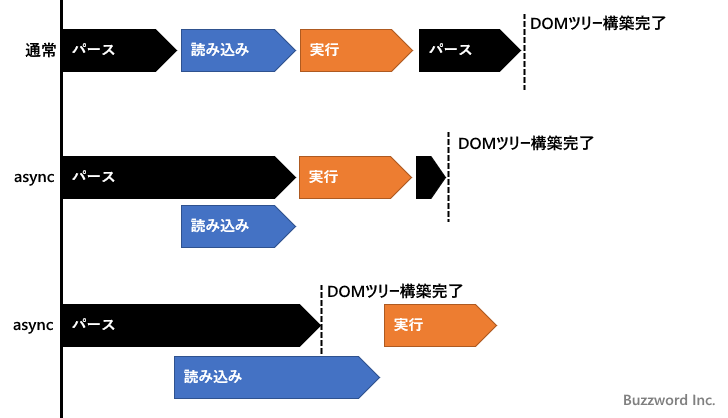 DOMツリー構築完了
通常 パース 読み込み 実行 パース
DOMツリー構築完了
async パース 実行
読み込み
DOMツリー構築完了
async パース 実行
読み込み
Buzzword Inc.